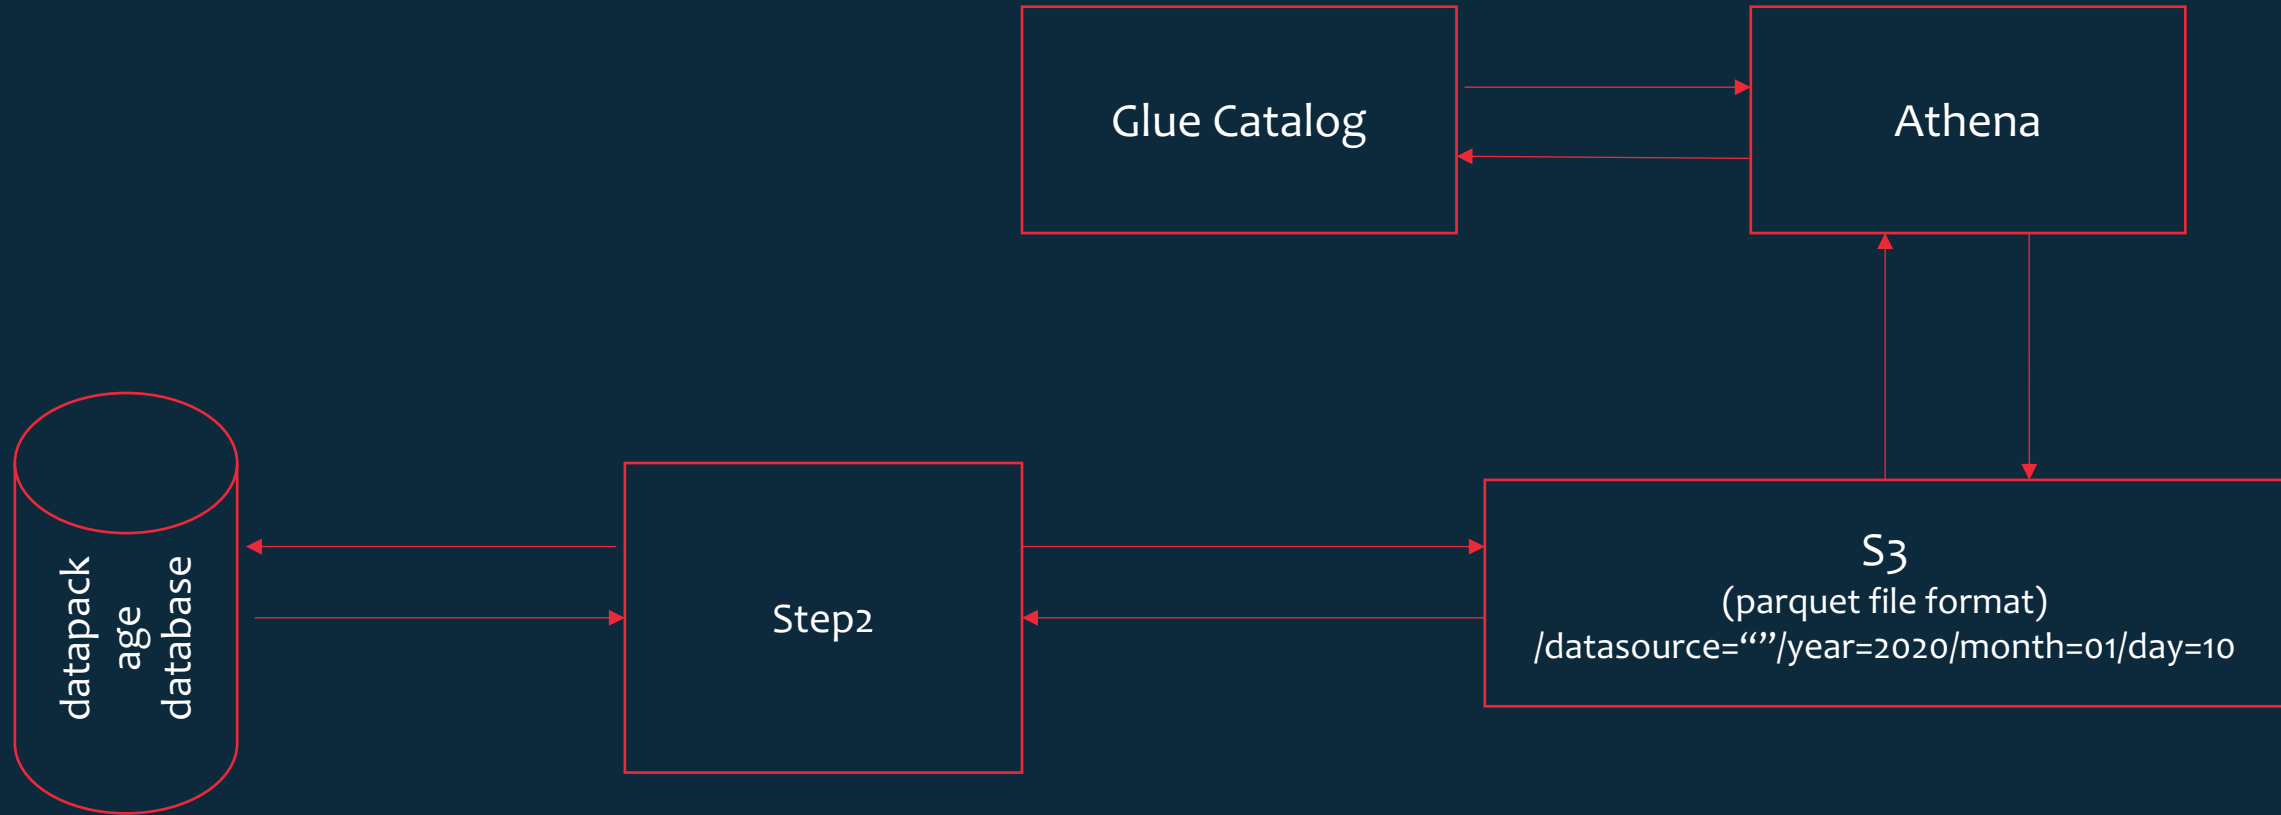 Glue Catalog
Athena
datapack
age
database
Step2
S3
(parquet file format)
/datasource=“”/year=2020/month=01/day=10